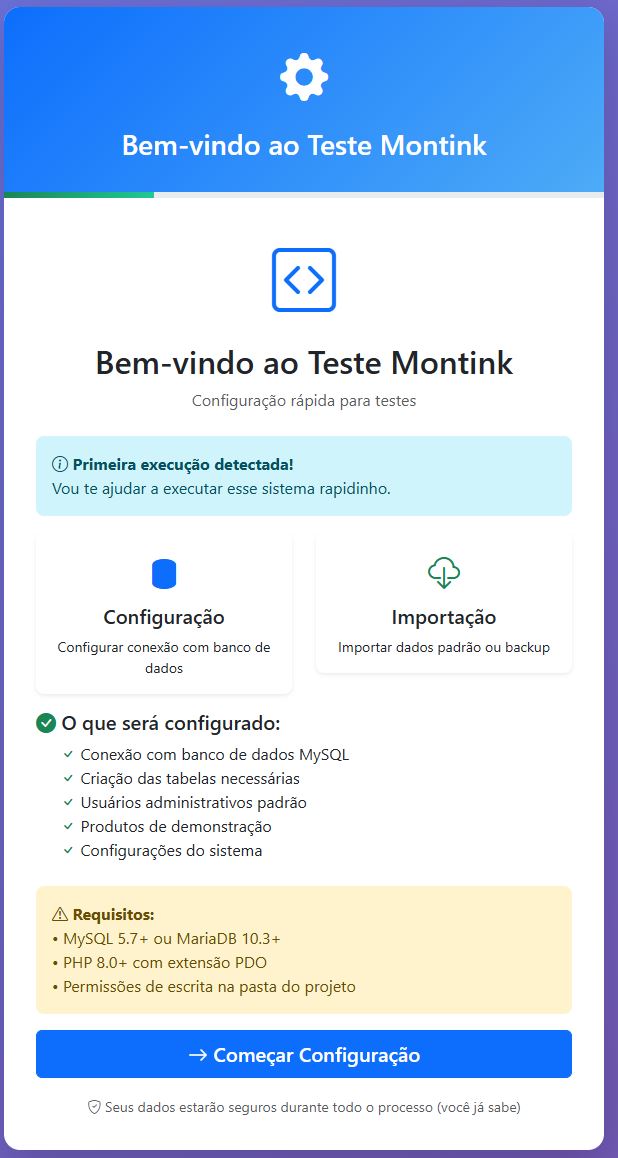 Bem-vindo ao Teste Montink
Bem-vindo ao Teste Montink
Configuração rápida para testes
Primeira execução detectada!
Vou te ajudar a executar esse sistema rapidinho.
Configuração
Configurar conexão com banco de
dados
Importação
Importar dados padrão ou backup
O que será configurado:
Conexão com banco de dados MySQL
Criação das tabelas necessárias
Usuários administrativos padrão
Produtos de demonstração
Configurações do sistema
Requisitos:
• MySQL 5.7+ ou MariaDB 10.3+
• PHP 8.0+ com extensão PDO
• Permissões de escrita na pasta do projeto
→ Começar Configuração
Seus dados estarão seguros durante todo o processo (você já sabe)